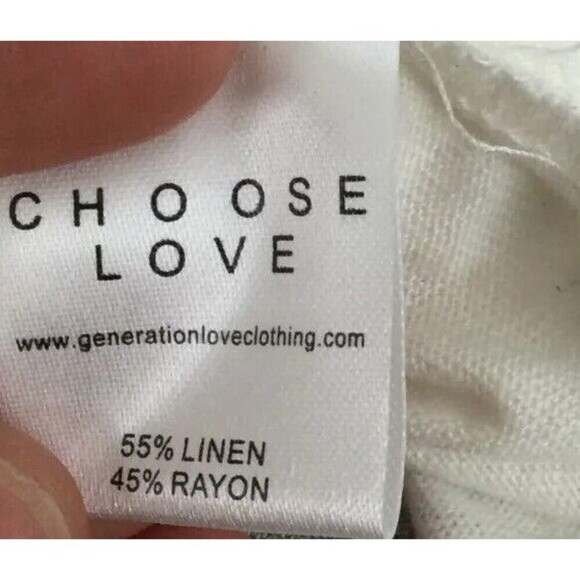 CHOOSE
LOVE
www.generationloveclothing.com
55% LINEN
45% RAYON